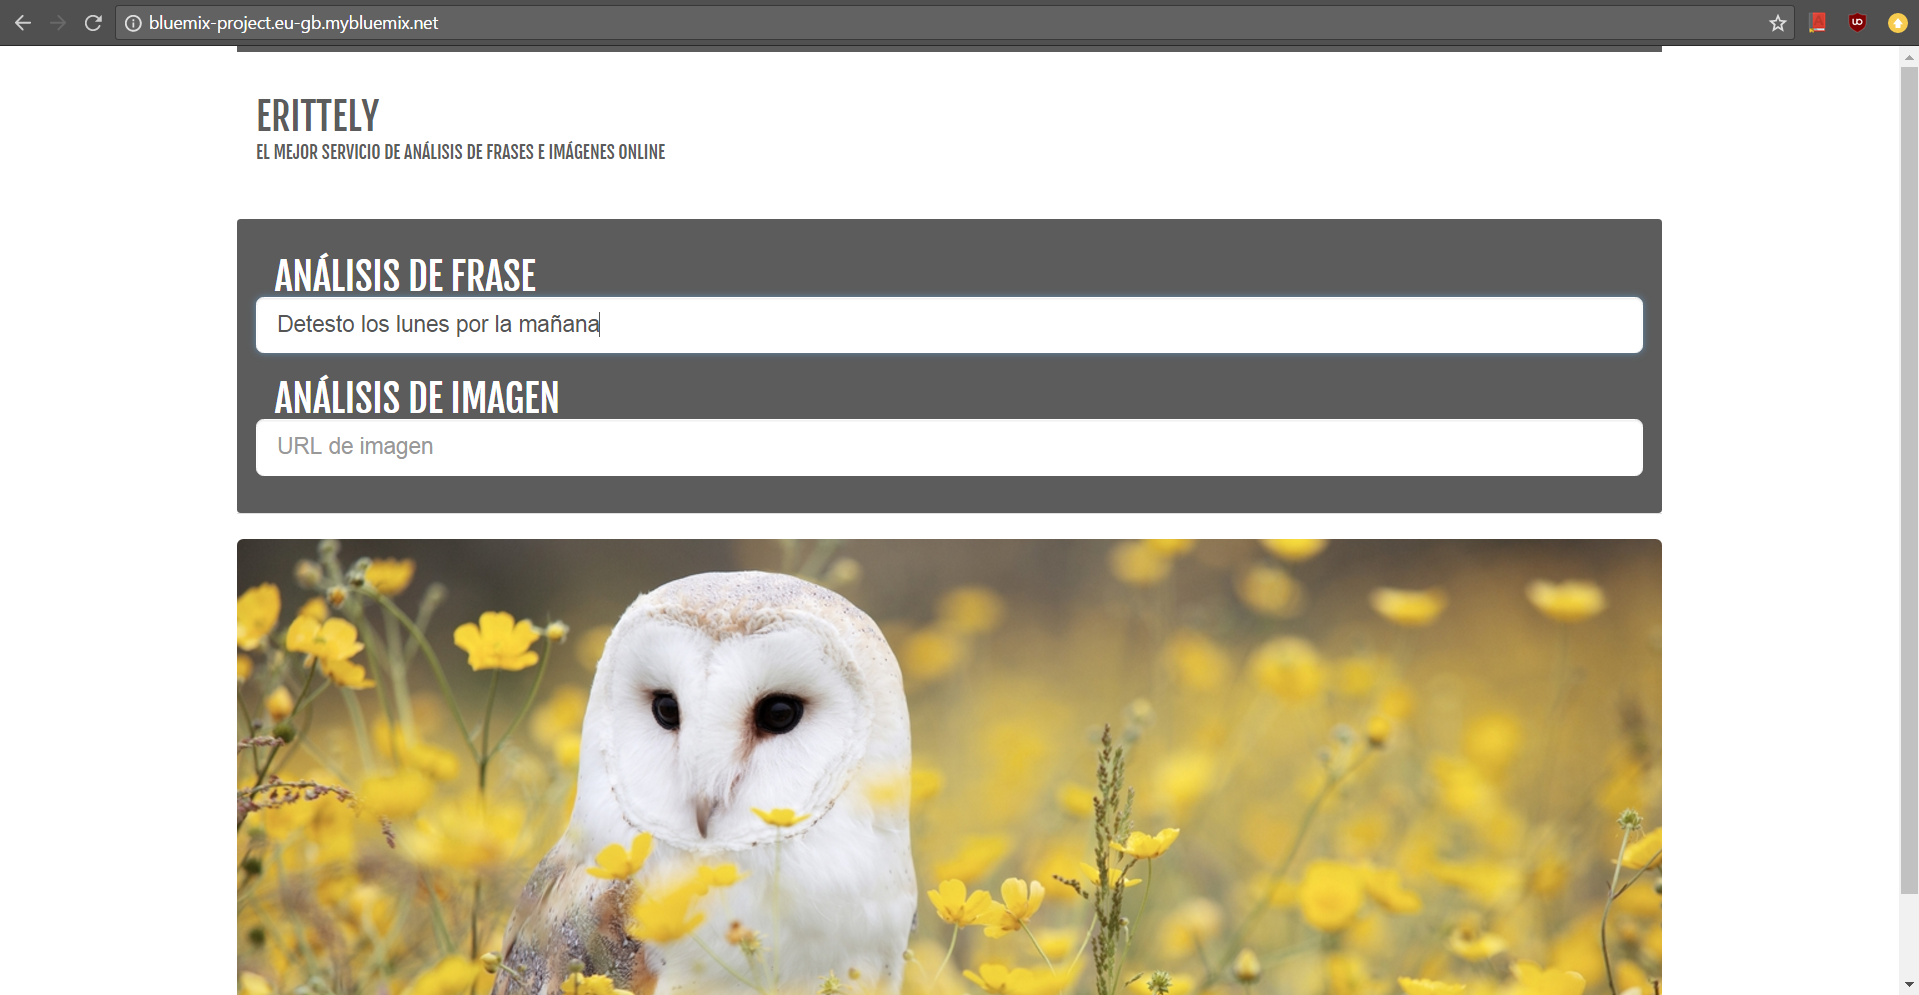 bluemix-project.eu-gb.mybluemix.net
ERITTELY
EL MEJOR SERVICIO DE ANÁLISIS DE FRASES E IMÁGENES ONLINE
ANÁLISIS DE FRASE
Detesto los lunes por la mañana
ANÁLISIS DE IMAGEN
URL de imagen